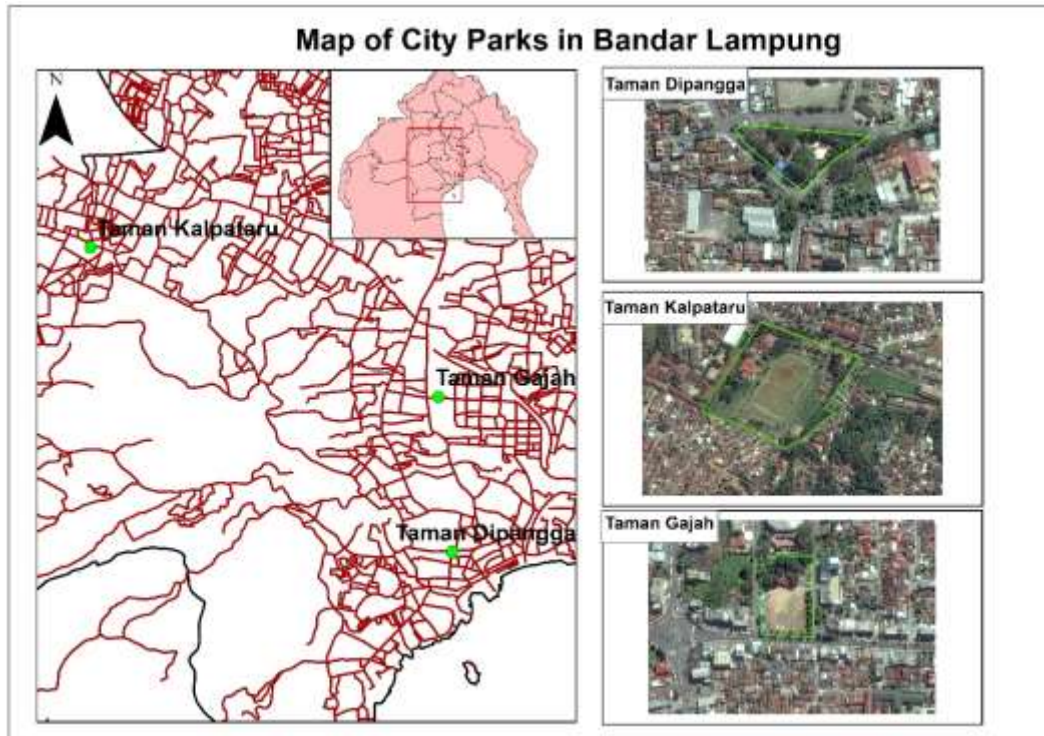 Map of City Parks in Bandar Lampung
N
Taman Kalpataru
Taman Gajah
Taman Dipangga
Taman Dipangga
Taman Kalpataru
Taman Gajah